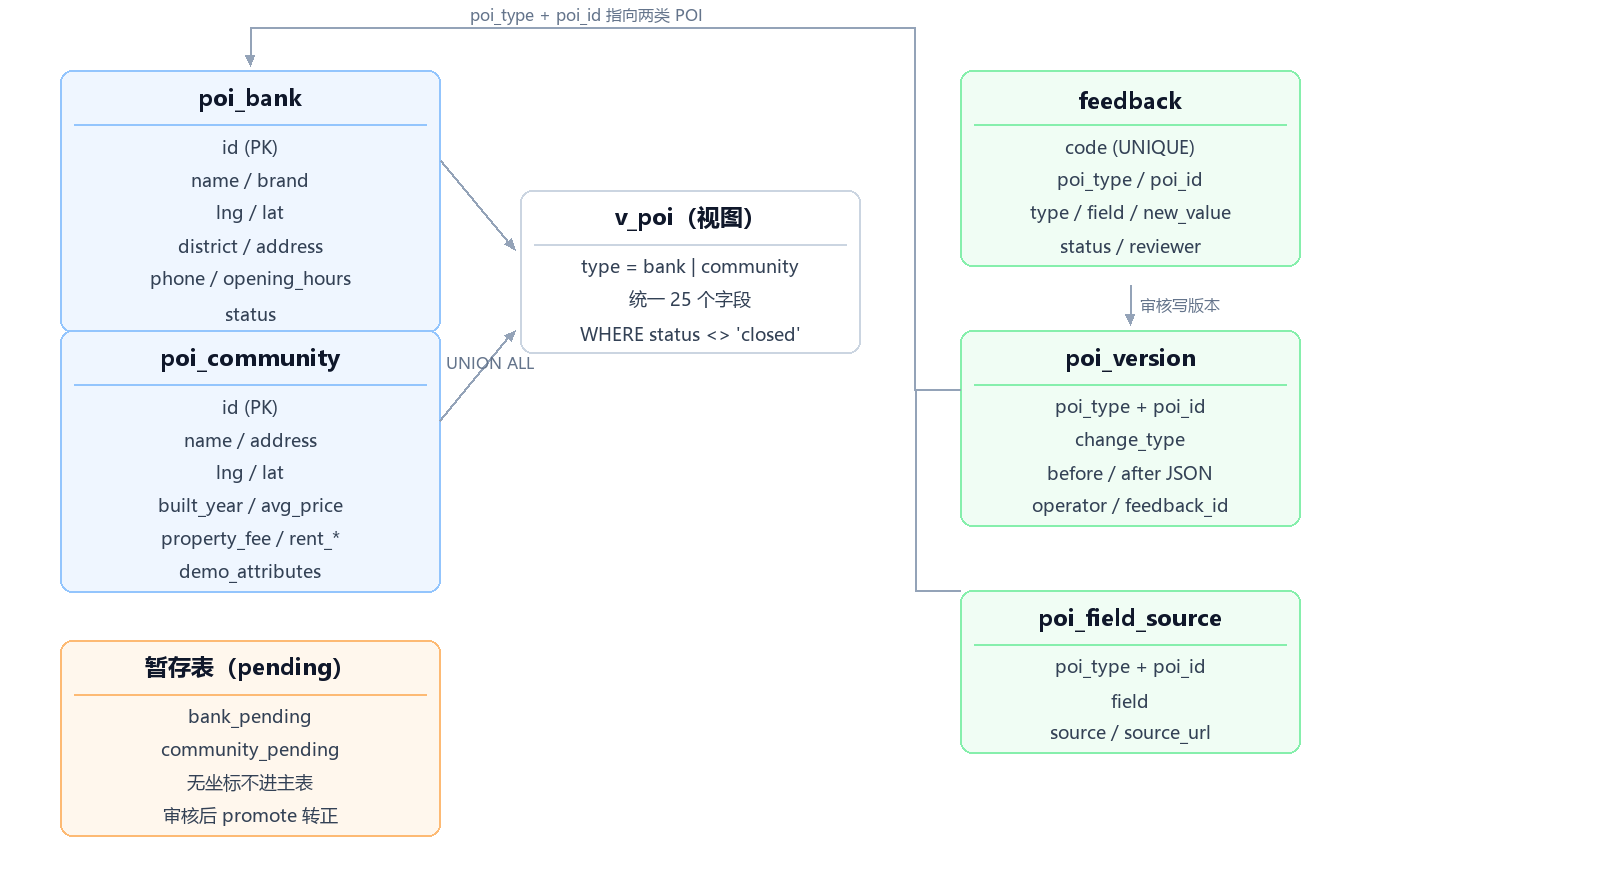 poi_type + poi_id 指向两类 POI
poi_bank
id (PK)
name / brand
lng / lat
district / address
phone / opening_hours
status
poi_community
id (PK)
name / address
lng / lat
built_year / avg_price
property_fee / rent_*
demo_attributes
暂存表（pending）
bank_pending
community_pending
无坐标不进主表
审核后 promote 转正
v_poi（视图）
type = bank | community
统一 25 个字段
WHERE status <> 'closed'
UNION ALL
feedback
code (UNIQUE)
poi_type / poi_id
type / field / new_value
status / reviewer
审核写版本
poi_version
poi_type + poi_id
change_type
before / after JSON
operator / feedback_id
poi_field_source
poi_type + poi_id
field
source / source_url